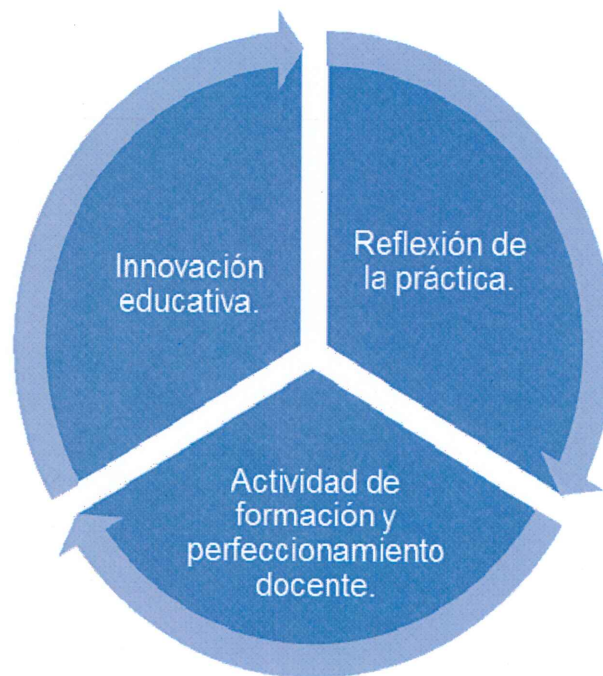 Innovación
educativa.
Reflexión de
la práctica.
Actividad de
formación y
perfeccionamiento
docente.